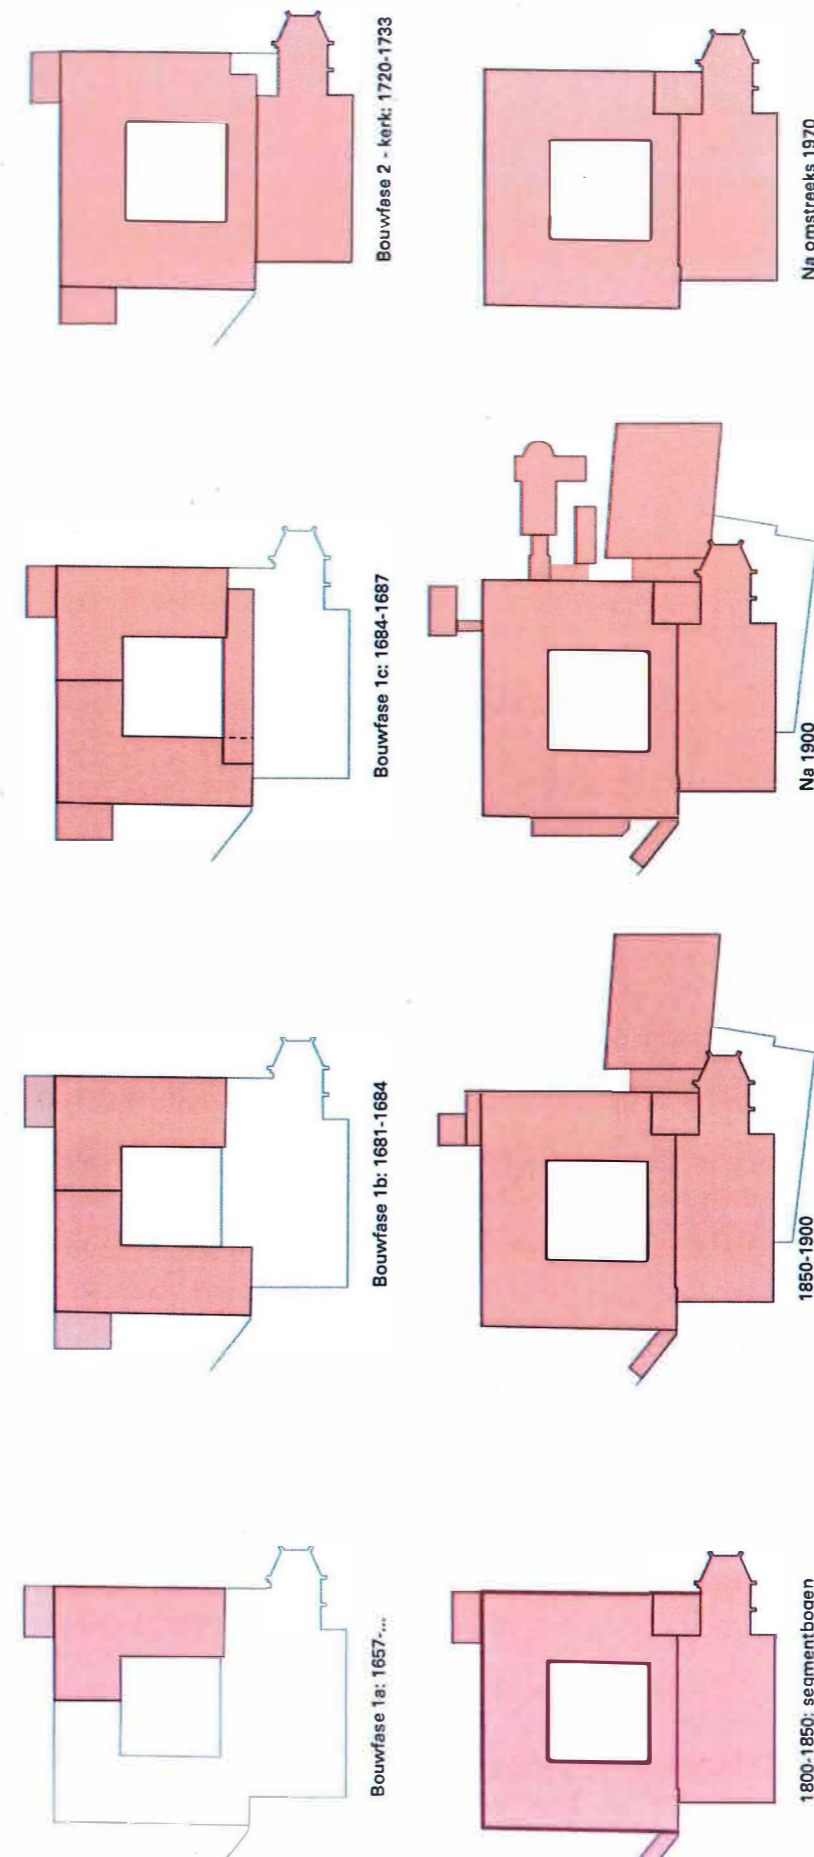 Bouwfase 1a: 1657-...
Bouwfase 1b: 1681-1684
Bouwfase 1c: 1684-1687
Bouwfase 2 - kerk: 1720-1733
1800-1850: segmentbogen
1850-1900
Na 1900
Na omstreeks 1970